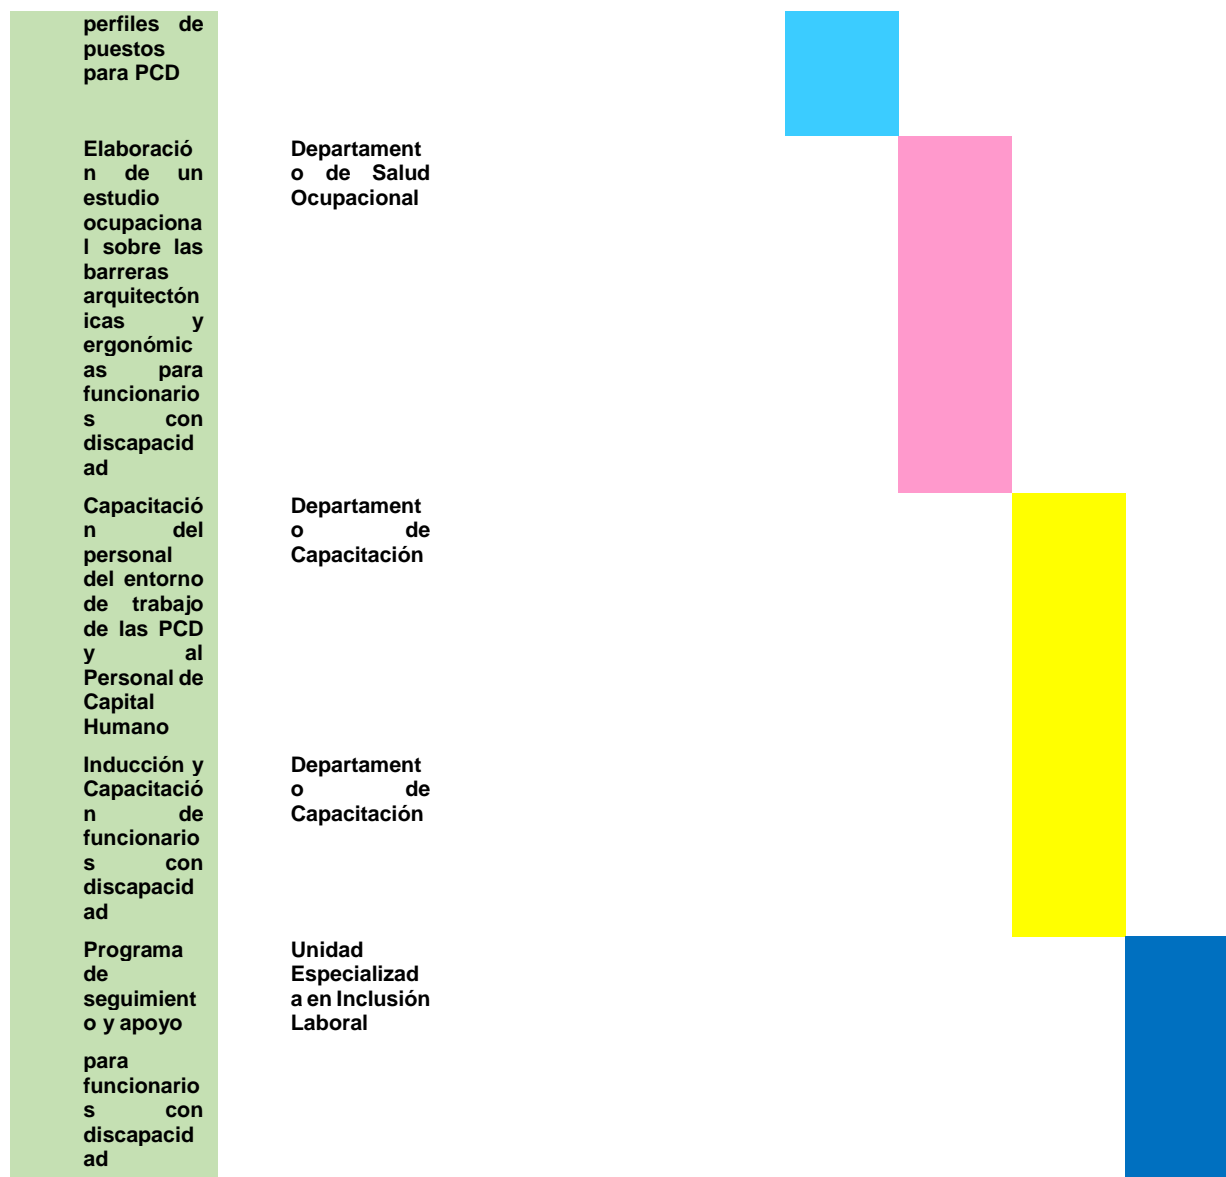 perfiles de
puestos
para PCD
Elaboració
n de un
estudio
ocupaciona
l sobre las
barreras
arquitectón
icas y
ergonómic
as para
funcionario
s con
discapacid
ad
Departament
o de Salud
Ocupacional
Capacitació
n del
personal
del entorno
de trabajo
de las PCD
y al
Personal de
Capital
Humano
Departament
o de
Capacitación
Inducción y
Capacitació
n de
funcionario
s con
discapacid
ad
Departament
o de
Capacitación
Programa
de
seguimient
o y apoyo
para
funcionario
s con
discapacid
ad
Unidad
Especializad
a en Inclusión
Laboral